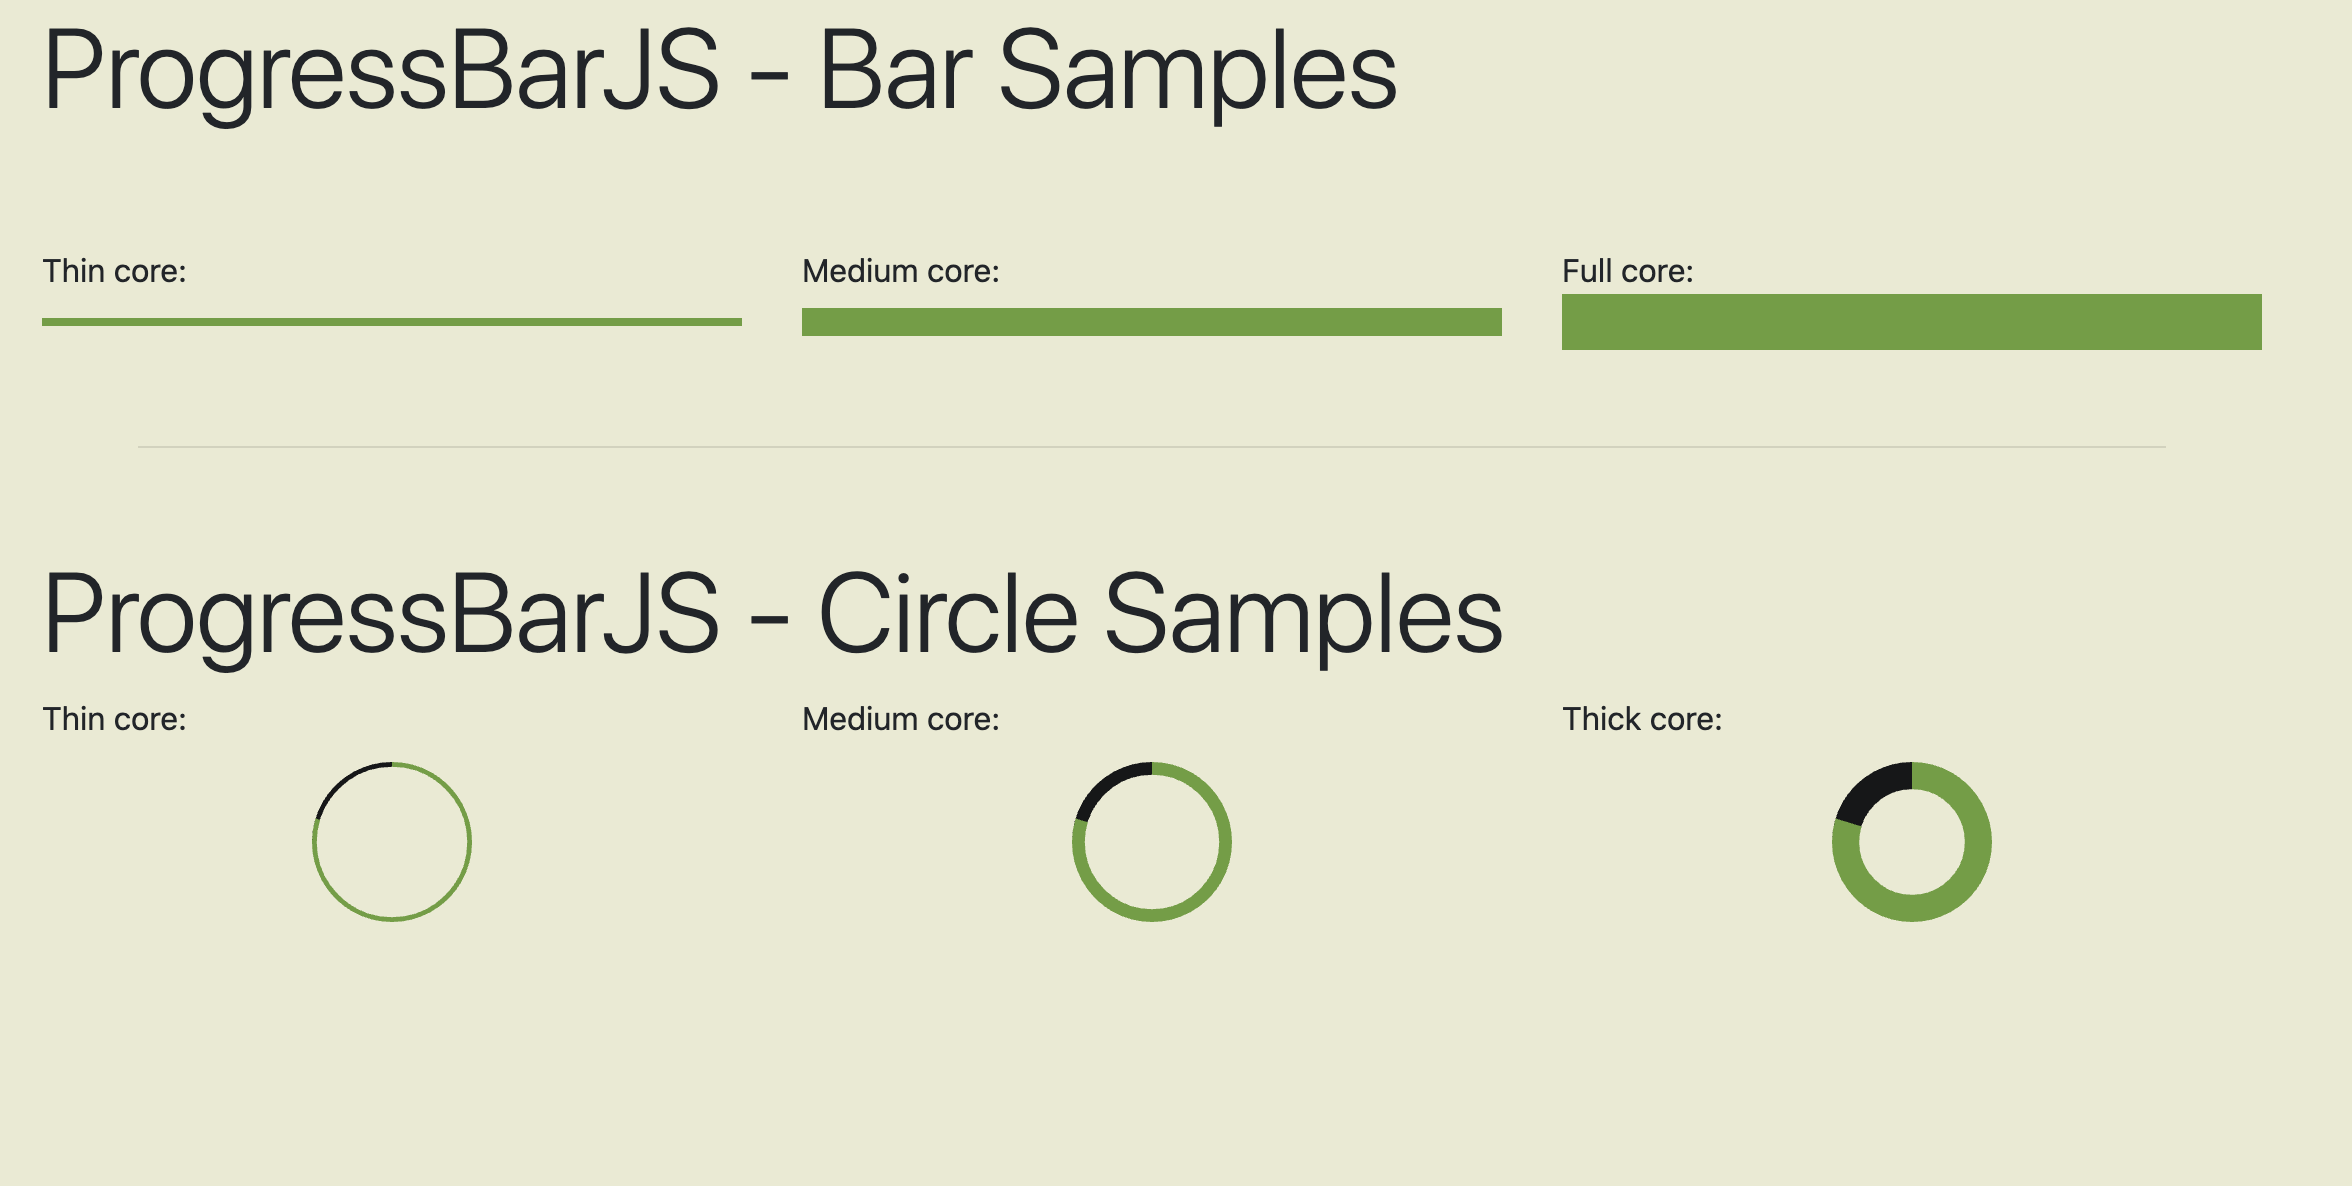 ProgressBarJS - Bar Samples
Thin core:
Medium core:
Full core:
ProgressBarJS - Circle Samples
Thin core:
Medium core:
Thick core: